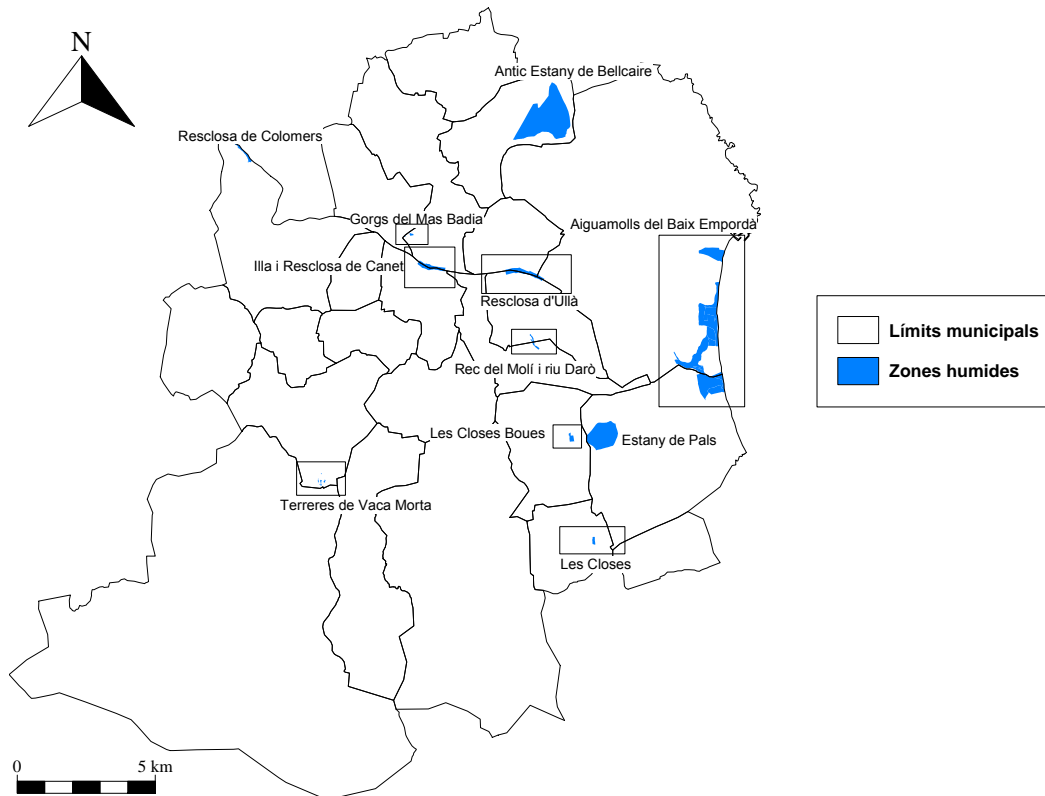 N
Antic Estany de Bellcaire
Resclosa de Colomers
Gorgs del Mas Badia
Aiguamolls del Baix Empordà
Illa i Resclosa de Canet
Resclosa d'Ullà
Límits municipals
Zones humides
Rec del Molí i riu Daró
Les Closes Boues
Estany de Pals
Terreres de Vaca Morta
Les Closes
0
5 km